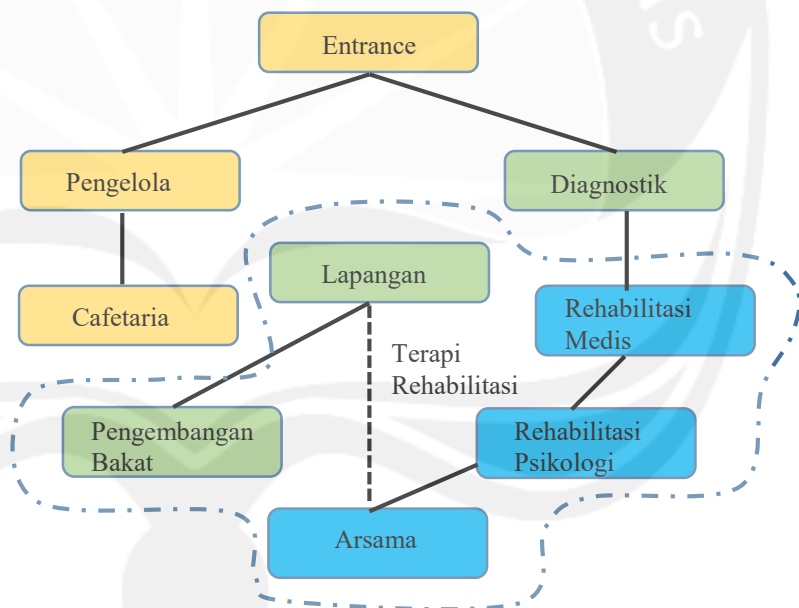 Entrance
Pengelola
Diagnostik
Lapangan
Cafetaria
Rehabilitasi
Medis
Terapi
Rehabilitasi
Pengembangan
Bakat
Rehabilitasi
Psikologi
Arsama